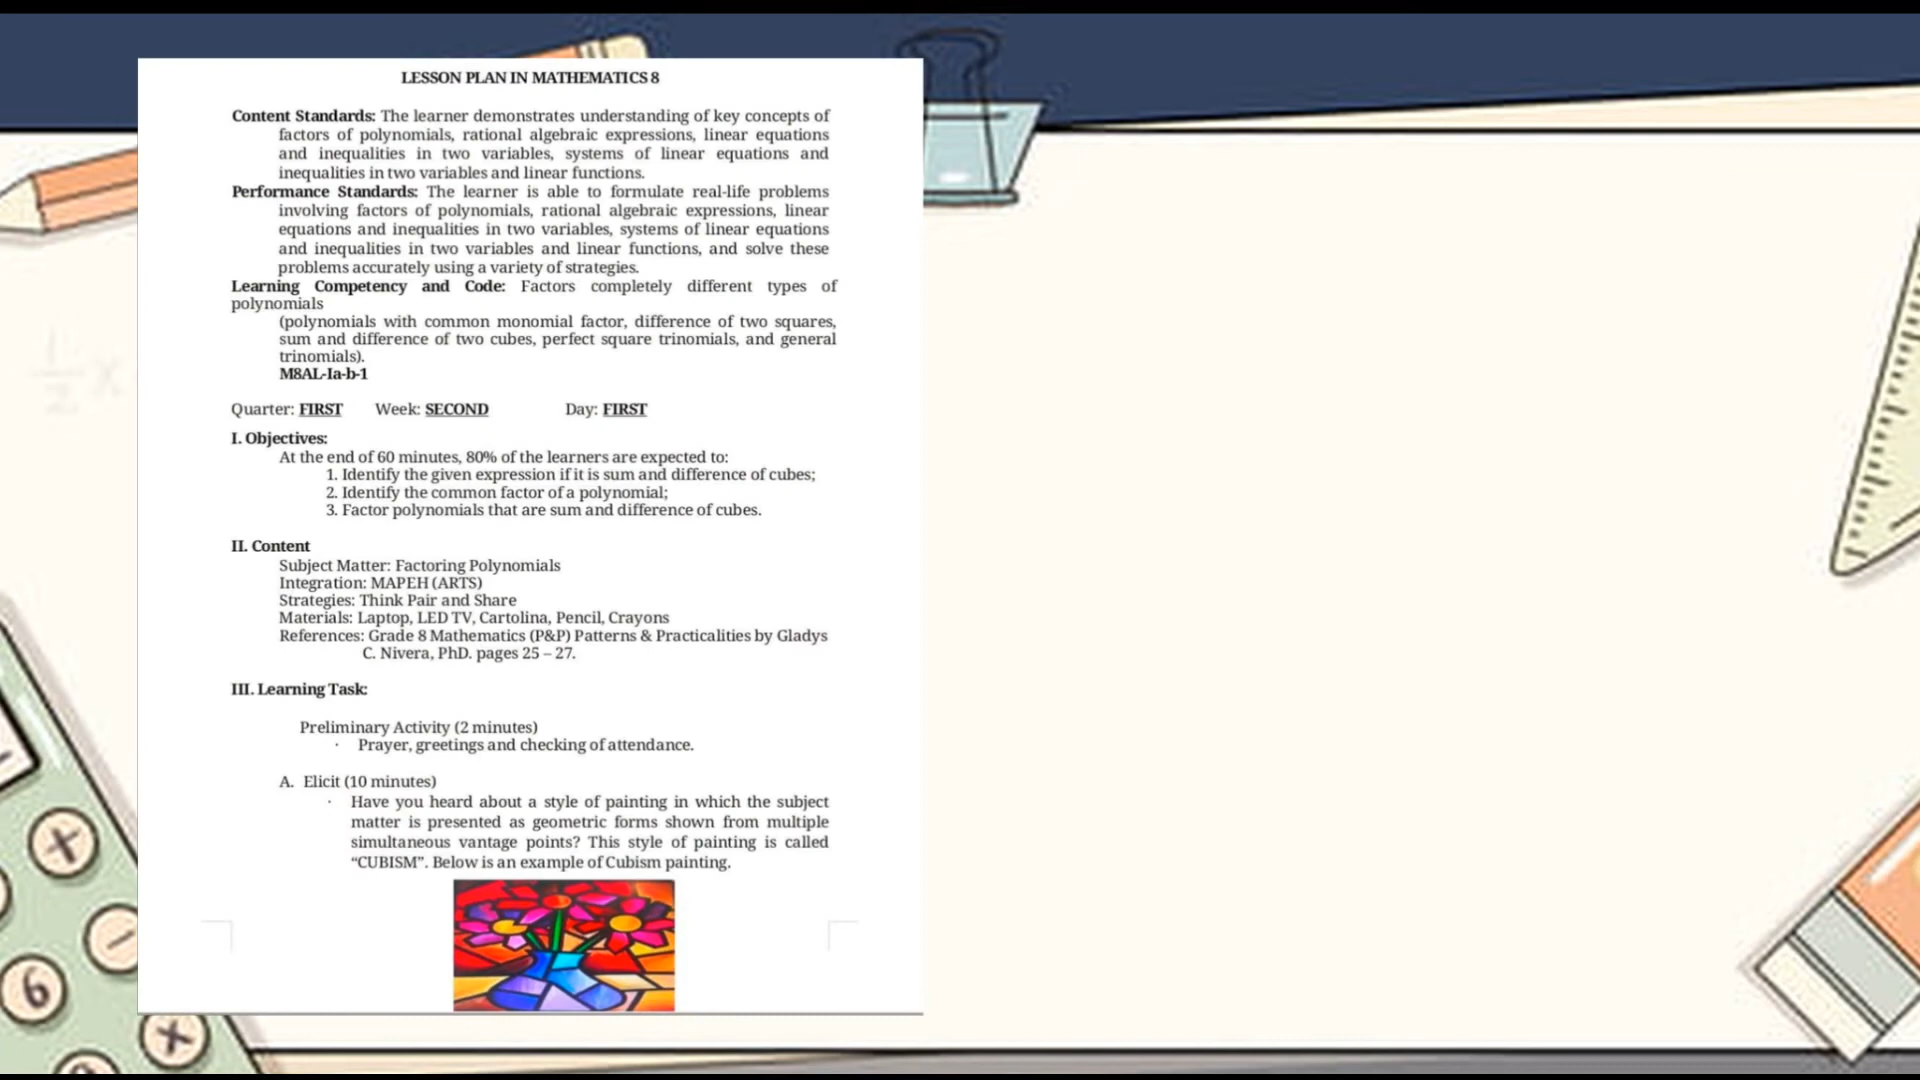 LESSON PLAN IN MATHEMATICS 8
Content Standards: The learner demonstrates understanding of key concepts of
factors of polynomials, rational algebraic expressions, linear equations
and inequalities in two variables, systems of linear equations and
inequalities in two variables and linear functions.
Performance Standards: The learner is able to formulate real-life problems
involving factors of polynomials, rational algebraic expressions, linear
equations and inequalities in two variables, systems of linear equations
and inequalities in two variables and linear functions, and solve these
problems accurately using a variety of strategies.
Learning Competency and Code: Factors completely different types of
polynomials
(polynomials with common monomial factor, difference of two squares,
sum and difference of two cubes, perfect square trinomials, and general
trinomials).
M8AL-Ia-b-1
Quarter: FIRST Week: SECOND Day: FIRST
I. Objectives:
At the end of 60 minutes, 80% of the learners are expected to:
1. Identify the given expression if it is sum and difference of cubes;
2. Identify the common factor of a polynomial;
3. Factor polynomials that are sum and difference of cubes.
II. Content
Subject Matter: Factoring Polynomials
Integration: MAPEH (ARTS)
Strategies: Think Pair and Share
Materials: Laptop, LED TV, Cartolina, Pencil, Crayons
References: Grade 8 Mathematics (P&P) Patterns & Practicalities by Gladys
C. Nivera, PhD. pages 25 – 27.
III. Learning Task:
Preliminary Activity (2 minutes)
· Prayer, greetings and checking of attendance.
A. Elicit (10 minutes)
· Have you heard about a style of painting in which the subject
matter is presented as geometric forms shown from multiple
simultaneous vantage points? This style of painting is called
“CUBISM”. Below is an example of Cubism painting.
6